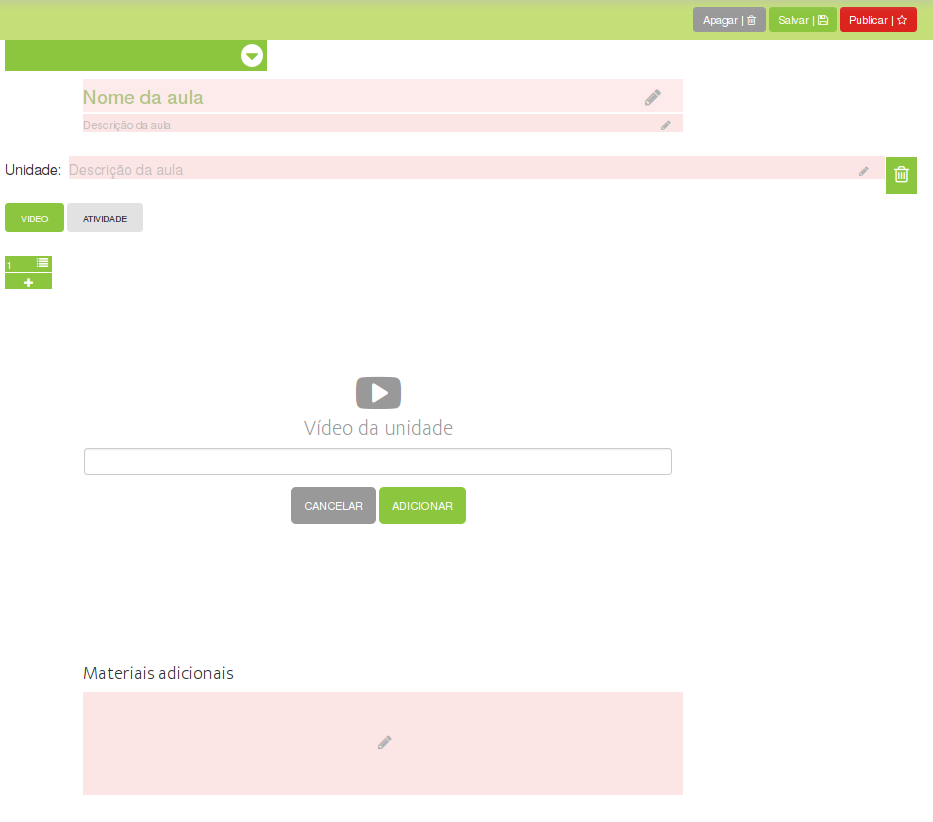 Apagar | Salvar | Publicar |
Nome da aula
Descrição da aula
Unidade: Descrição da aula
VIDEO ATIVIDADE
1
Vídeo da unidade
CANCELAR ADICIONAR
Materiais adicionais